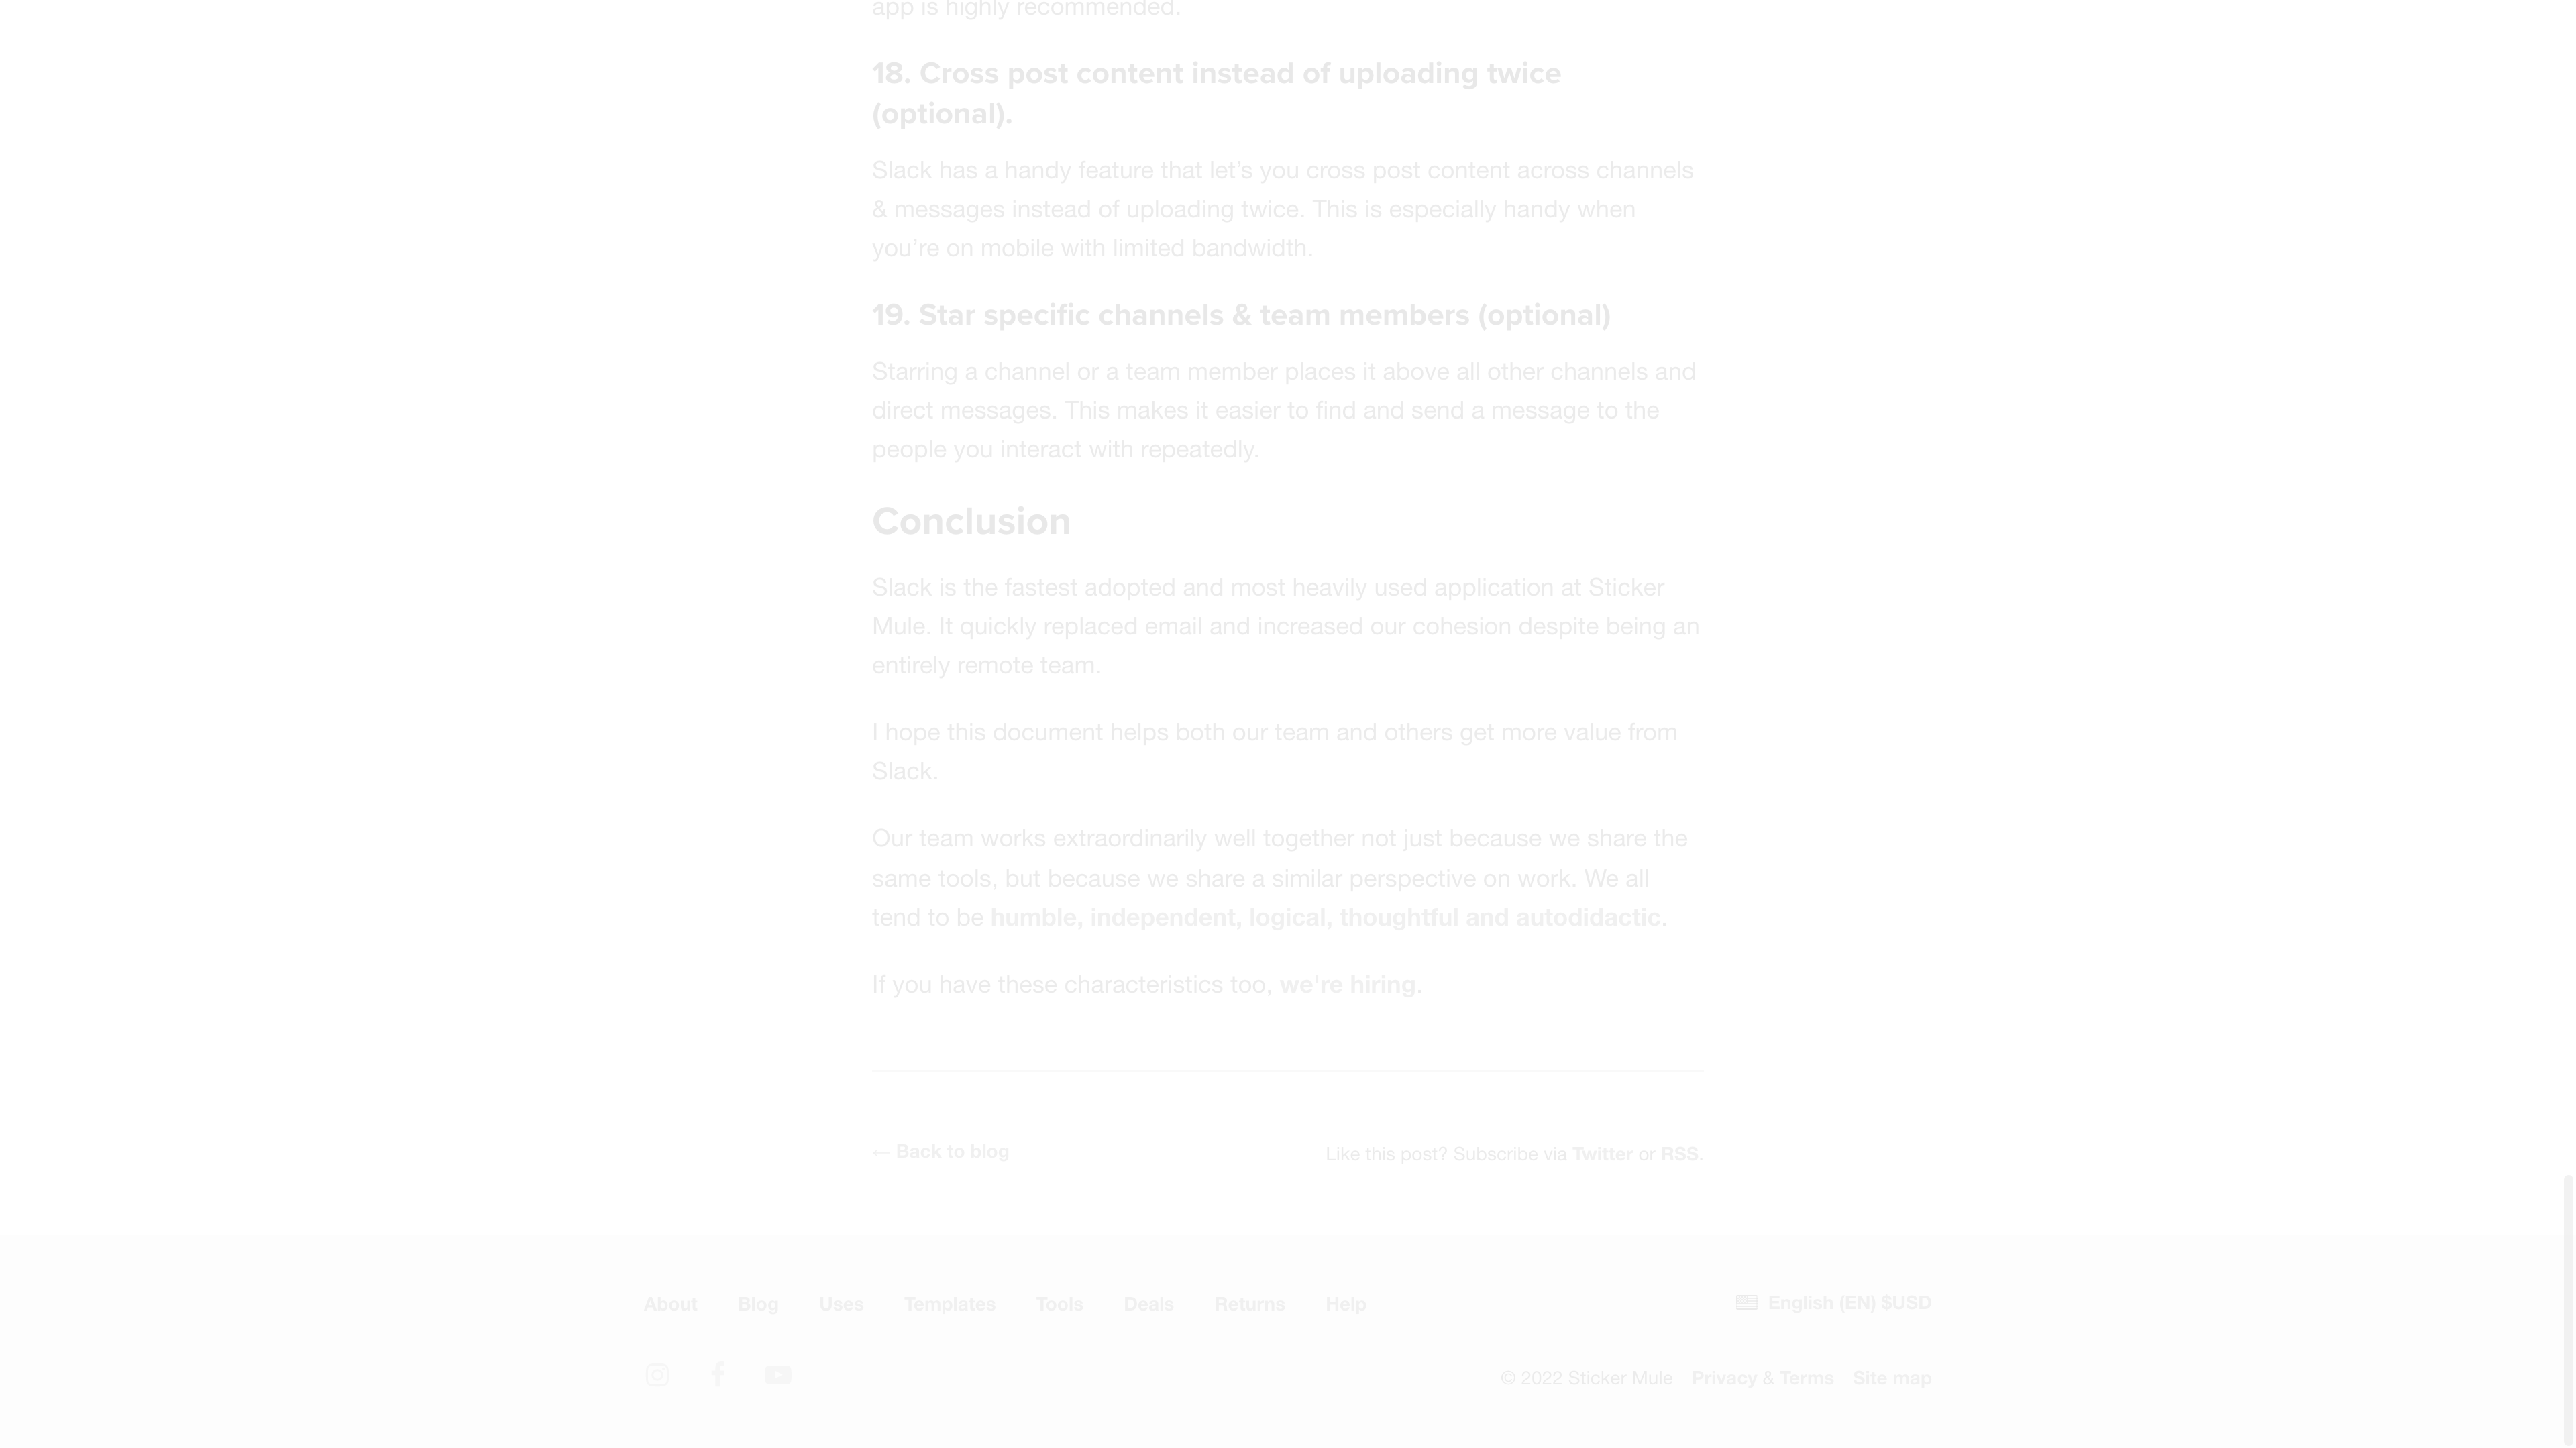 app is highly recommended.
18. Cross post content instead of uploading twice
(optional).
Slack has a handy feature that let’s you cross post content across channels
& messages instead of uploading twice. This is especially handy when
you’re on mobile with limited bandwidth.
19. Star specific channels & team members (optional)
Starring a channel or a team member places it above all other channels and
direct messages. This makes it easier to find and send a message to the
people you interact with repeatedly.
Conclusion
Slack is the fastest adopted and most heavily used application at Sticker
Mule. It quickly replaced email and increased our cohesion despite being an
entirely remote team.
I hope this document helps both our team and others get more value from
Slack.
Our team works extraordinarily well together not just because we share the
same tools, but because we share a similar perspective on work. We all
tend to be humble, independent, logical, thoughtful and autodidactic.
If you have these characteristics too, we're hiring.
← Back to blog
Like this post? Subscribe via Twitter or RSS.
About Blog Uses Templates Tools Deals Returns Help
English (EN) $USD
© 2022 Sticker Mule Privacy & Terms Site map